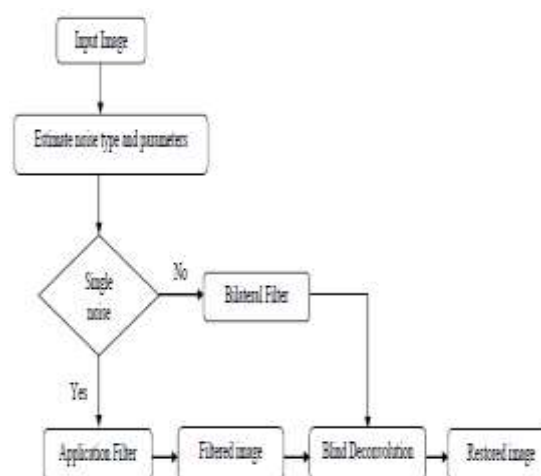 Input Image
Estimate noise type and parameters
Single
noise
No
Bilateral Filter
Yes
Application Filter
Filtered image
Blind Deconvolution
Restored image